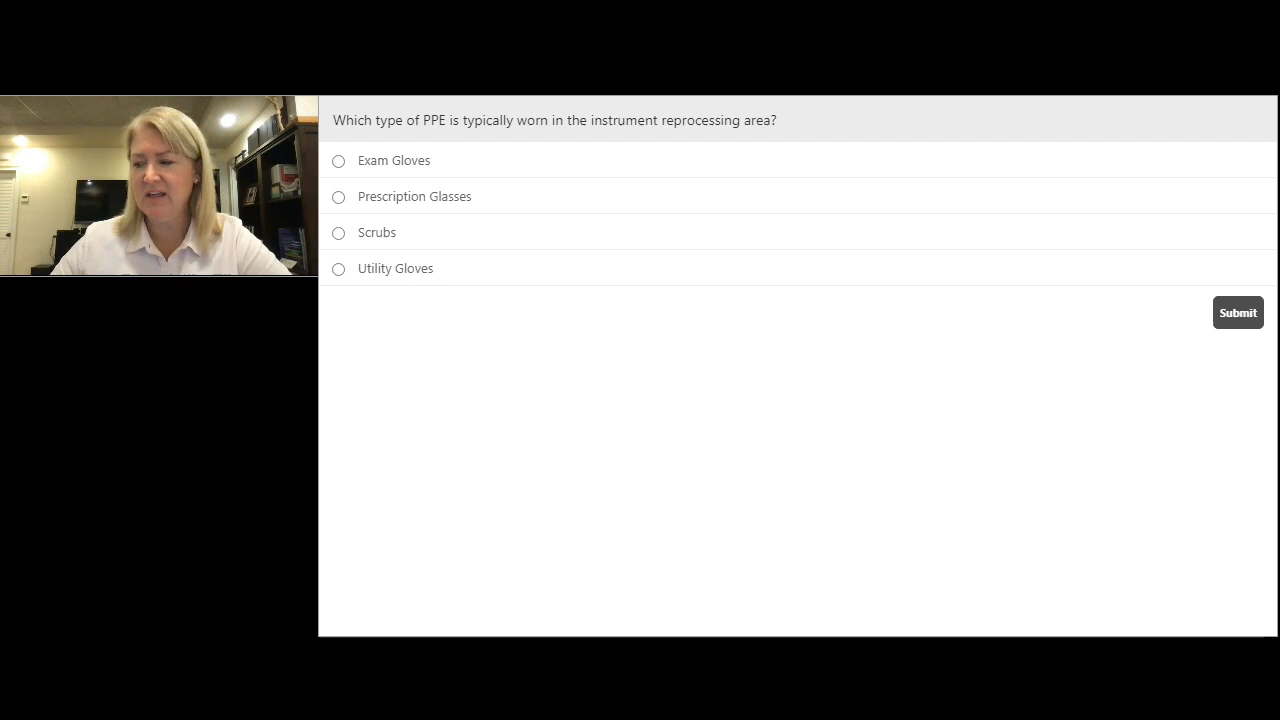 Which type of PPE is typically worn in the instrument reprocessing area?
Exam Gloves
Prescription Glasses
Scrubs
Utility Gloves
Submit